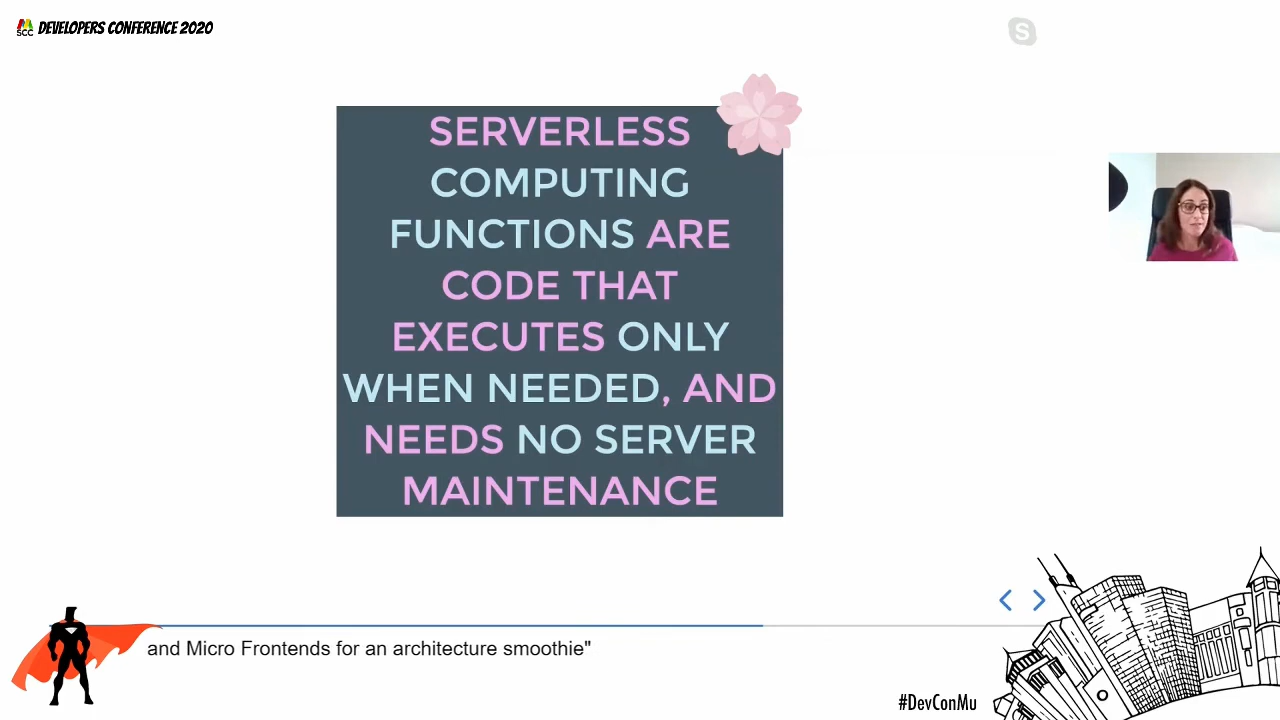 SCC DEVELOPERS CONFERENCE 2020
S
SERVERLESS
COMPUTING
FUNCTIONS ARE
CODE THAT
EXECUTES ONLY
WHEN NEEDED, AND
NEEDS NO SERVER
MAINTENANCE
and Micro Frontends for an architecture smoothie"
#DevConMu